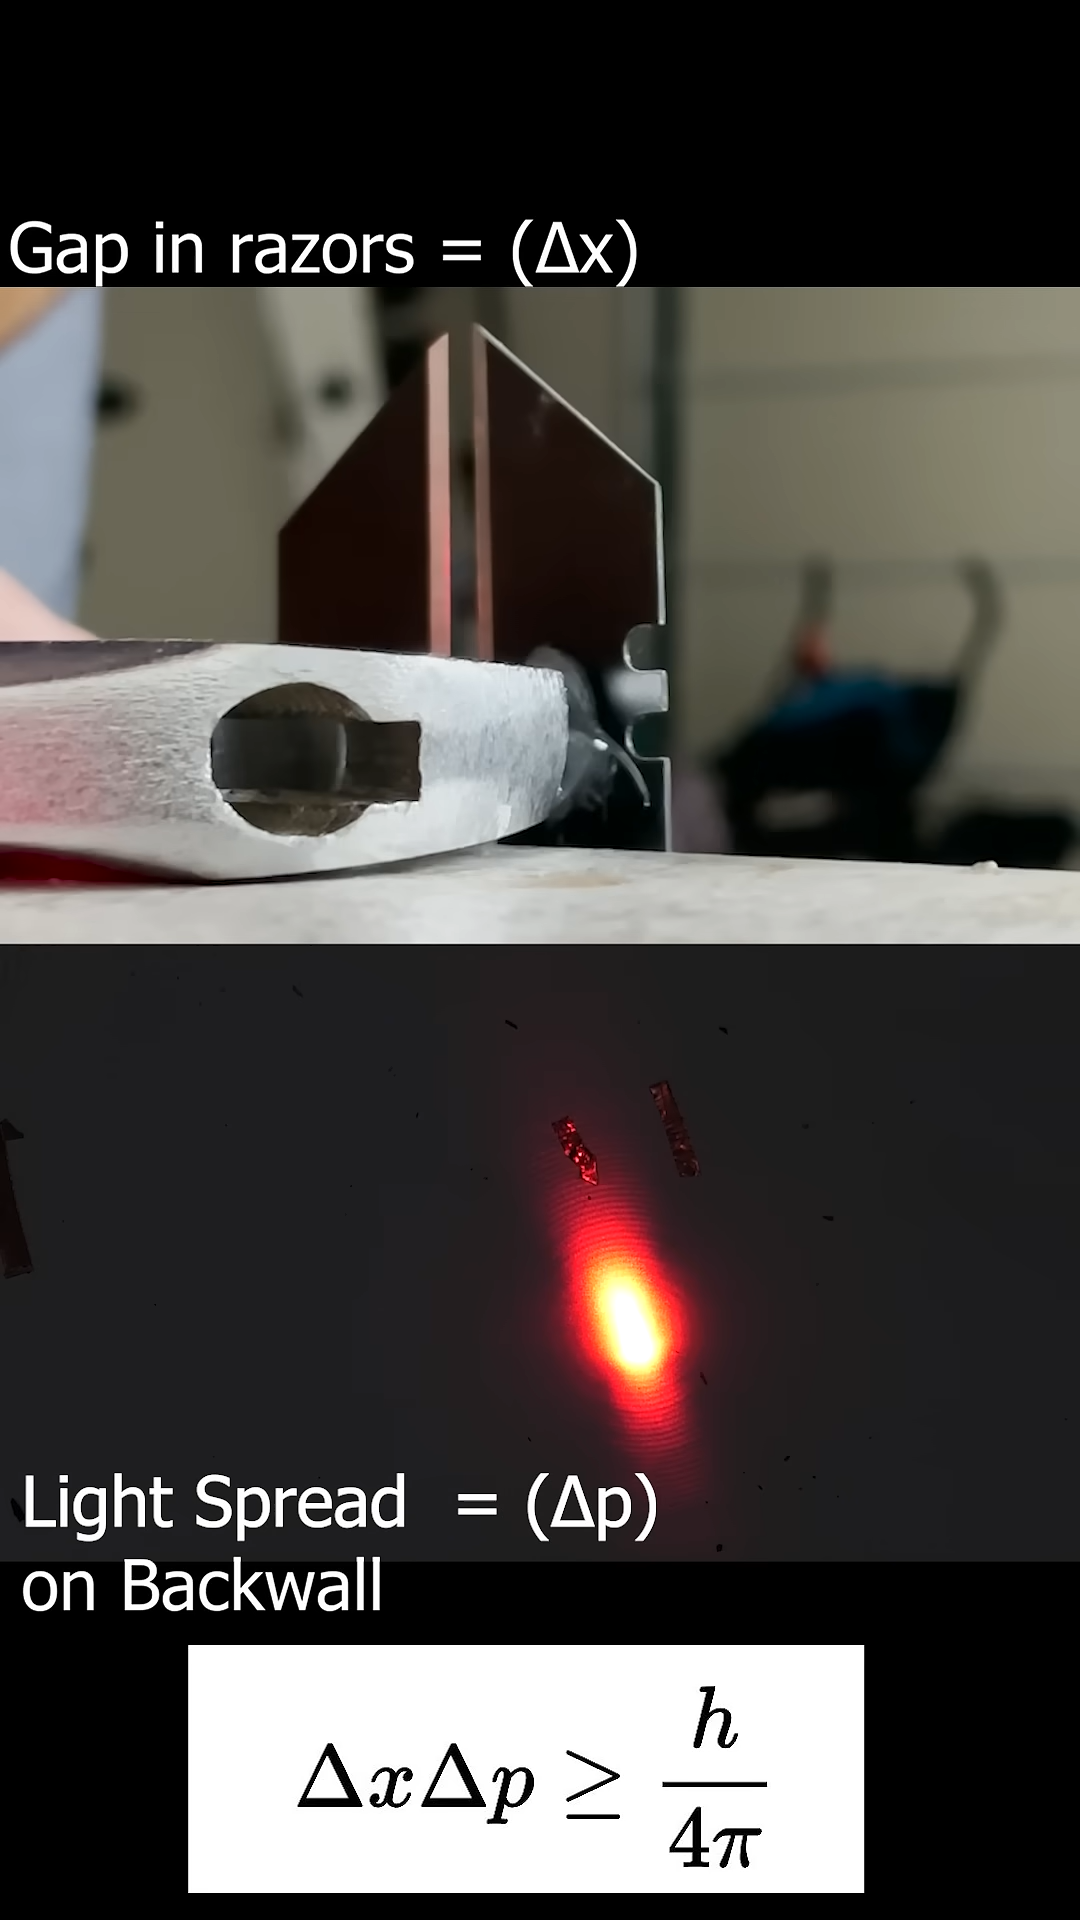 Gap in razors = (Δx)
Light Spread = (Δp)
on Backwall
ΔxΔp ≥ h/4π